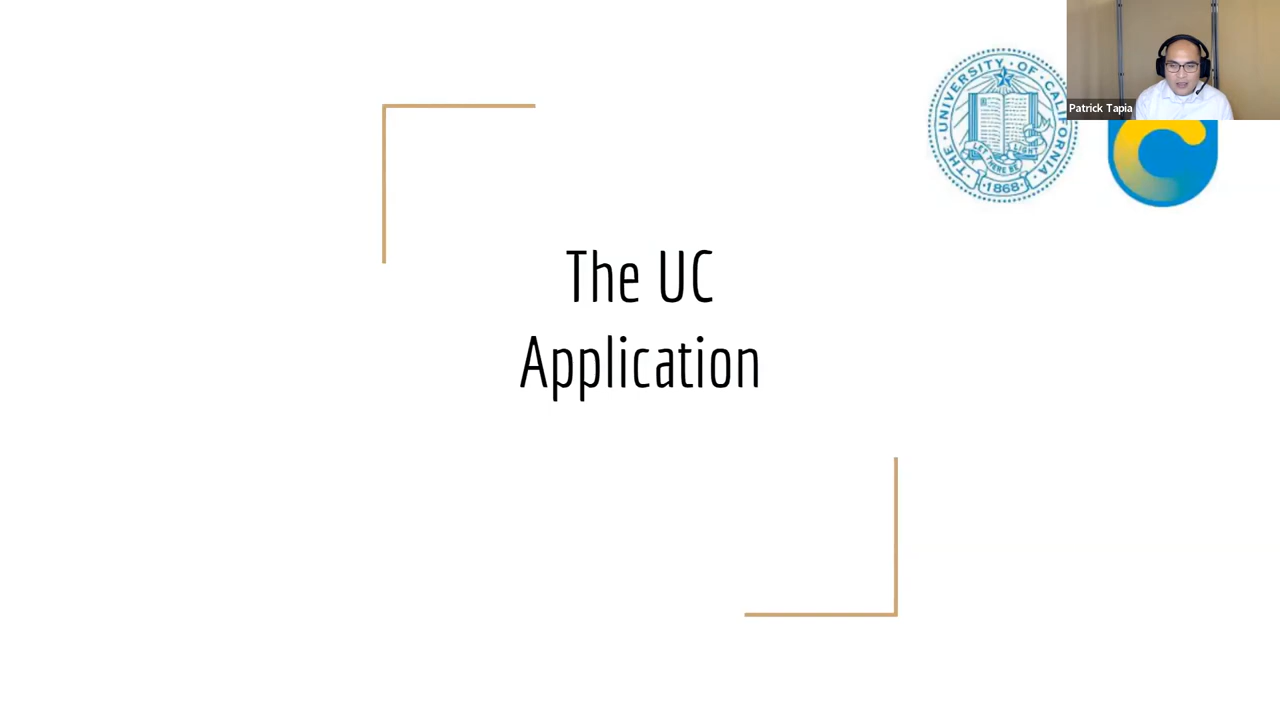 THE · UNIVERSITY · OF · CALIFORNIA ·
LET THERE BE LIGHT
· 1868 ·
Patrick Tapia
The UC
Application